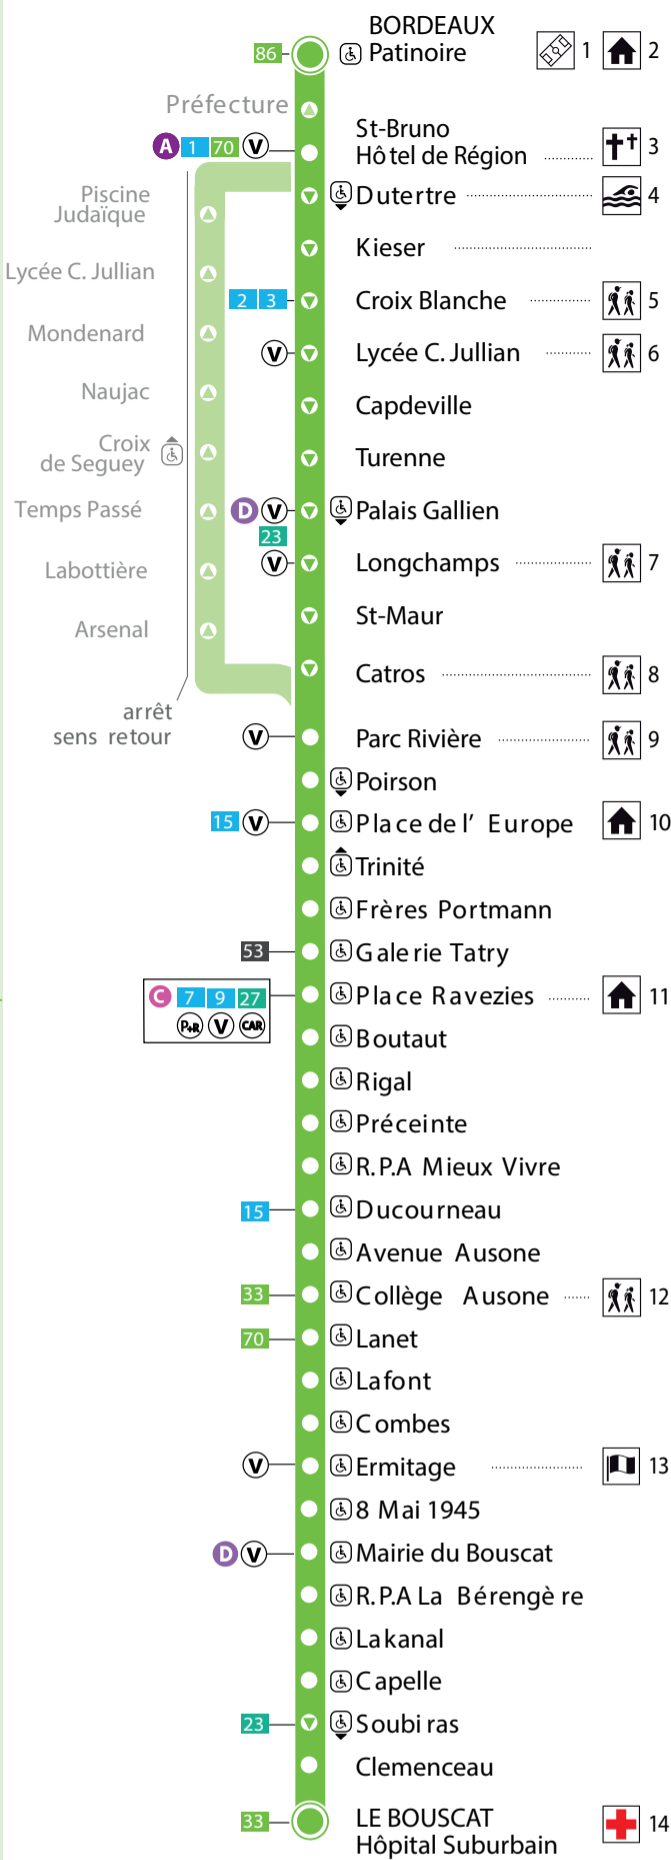 BORDEAUX
86 Patinoire 1 2
Préfecture
St-Bruno
A 1 70 V Hôtel de Région 3
Piscine
Judaïque
Dutertre 4
Kieser
Lycée C. Jullian
2 3 Croix Blanche 5
Mondenard
V Lycée C. Jullian 6
Naujac
Capdeville
Croix
de Seguey
Turenne
Temps Passé
D V Palais Gallien
23
Labottière
V Longchamps 7
Arsenal
St-Maur
Catros 8
arrêt
sens retour
V Parc Rivière 9
Poirson
15 V Place de l' Europe 10
Trinité
Frères Portmann
53 Galerie Tatry
C 7 9 27 Place Ravezies 11
P+R V CAR
Boutaut
Rigal
Préceinte
R.P.A Mieux Vivre
15 Ducourneau
Avenue Ausone
33 Collège Ausone 12
70 Lanet
Lafont
Combes
V Ermitage 13
8 Mai 1945
D V Mairie du Bouscat
R.P.A La Bérengère
Lakanal
Capelle
23 Soubiras
Clemenceau
33 LE BOUSCAT 14
Hôpital Suburbain